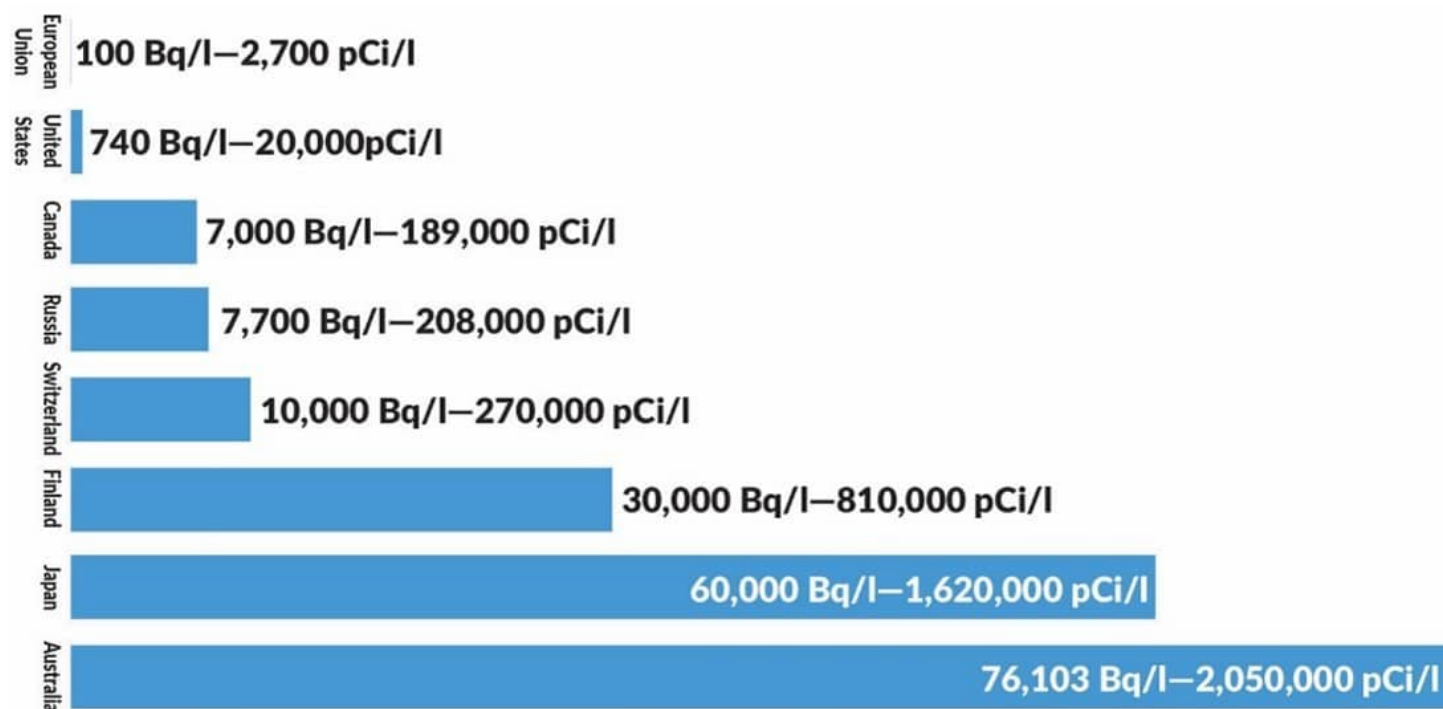 European
Union
100 Bq/l—2,700 pCi/l
United
States
740 Bq/l—20,000pCi/l
Canada
7,000 Bq/l—189,000 pCi/l
Russia
7,700 Bq/l—208,000 pCi/l
Switzerland
10,000 Bq/l—270,000 pCi/l
Finland
30,000 Bq/l—810,000 pCi/l
Japan
60,000 Bq/l—1,620,000 pCi/l
Australia
76,103 Bq/l—2,050,000 pCi/l